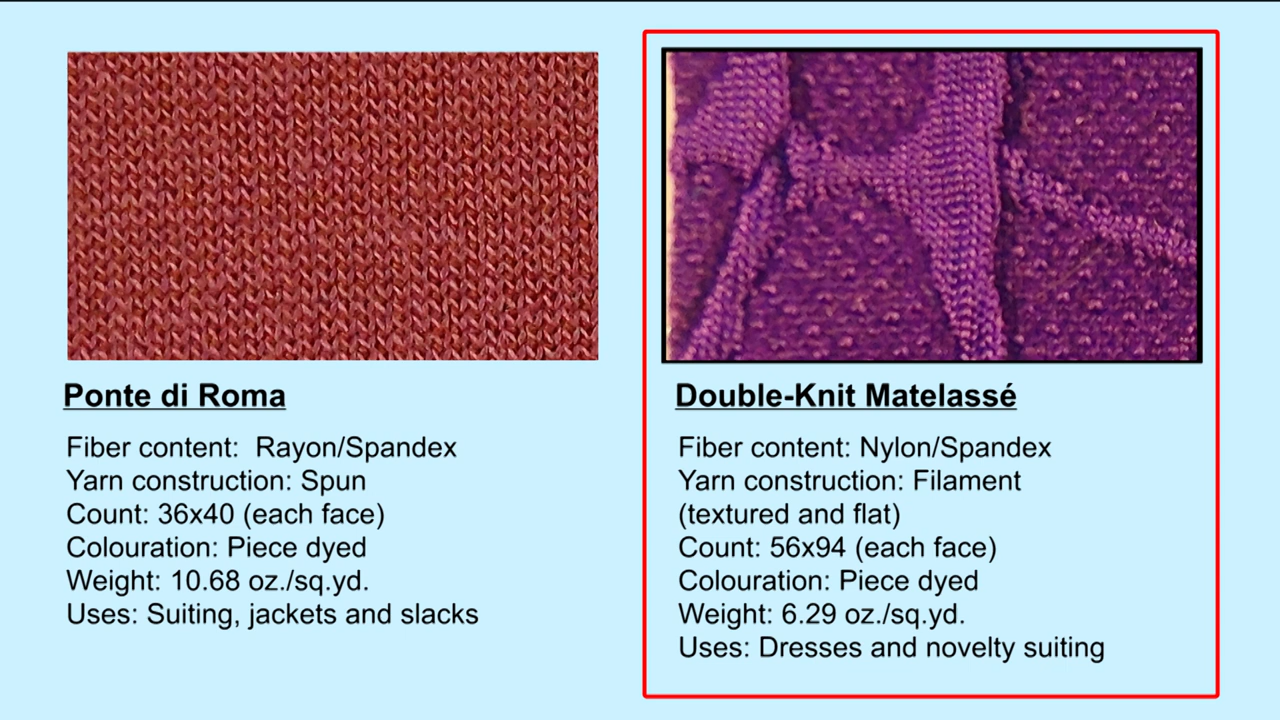 Ponte di Roma
Fiber content:  Rayon/Spandex
Yarn construction: Spun
Count: 36x40 (each face)
Colouration: Piece dyed
Weight: 10.68 oz./sq.yd.
Uses: Suiting, jackets and slacks
Double-Knit Matelassé
Fiber content: Nylon/Spandex
Yarn construction: Filament
(textured and flat)
Count: 56x94 (each face)
Colouration: Piece dyed
Weight: 6.29 oz./sq.yd.
Uses: Dresses and novelty suiting